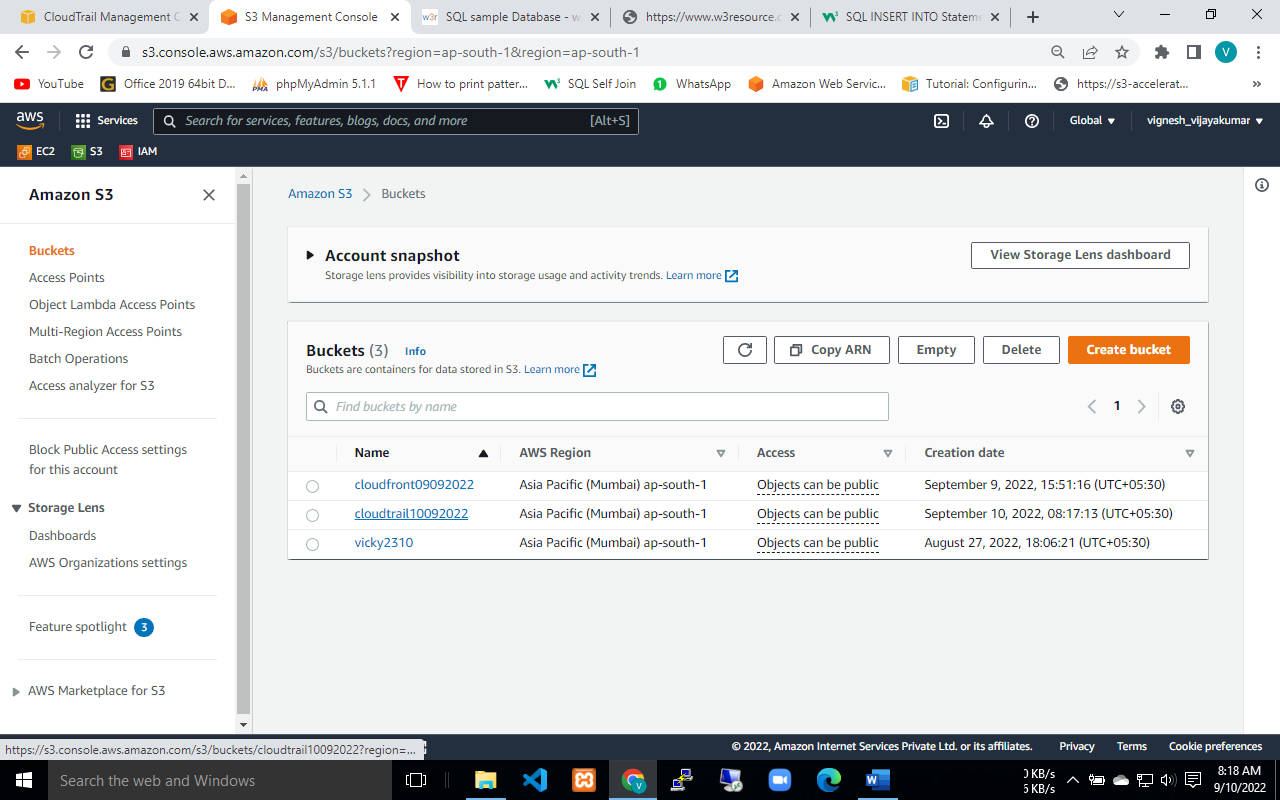 CloudTrail Management C
S3 Management Console
SQL sample Database - w
https://www.w3resource.c
SQL INSERT INTO Stateme
s3.console.aws.amazon.com/s3/buckets?region=ap-south-1&region=ap-south-1
V
YouTube
Office 2019 64bit D...
phpMyAdmin 5.1.1
How to print patter...
SQL Self Join
WhatsApp
Amazon Web Servic...
Tutorial: Configurin...
https://s3-accelerat...
aws
Services
Search for services, features, blogs, docs, and more
[Alt+S]
Global
vignesh_vijayakumar
EC2
S3
IAM
Amazon S3
Buckets
Access Points
Object Lambda Access Points
Multi-Region Access Points
Batch Operations
Access analyzer for S3
Block Public Access settings
for this account
Storage Lens
Dashboards
AWS Organizations settings
Feature spotlight 3
AWS Marketplace for S3
Amazon S3 > Buckets
Account snapshot
Storage lens provides visibility into storage usage and activity trends. Learn more
View Storage Lens dashboard
Buckets (3) Info
Buckets are containers for data stored in S3. Learn more
Copy ARN
Empty
Delete
Create bucket
Find buckets by name
1
Name AWS Region Access Creation date
cloudfront09092022 Asia Pacific (Mumbai) ap-south-1 Objects can be public September 9, 2022, 15:51:16 (UTC+05:30)
cloudtrail10092022 Asia Pacific (Mumbai) ap-south-1 Objects can be public September 10, 2022, 08:17:13 (UTC+05:30)
vicky2310 Asia Pacific (Mumbai) ap-south-1 Objects can be public August 27, 2022, 18:06:21 (UTC+05:30)
https://s3.console.aws.amazon.com/s3/buckets/cloudtrail10092022?region=...
© 2022, Amazon Internet Services Private Ltd. or its affiliates.
Privacy
Terms
Cookie preferences
Search the web and Windows
KB/s
KB/s
8:18 AM
9/10/2022